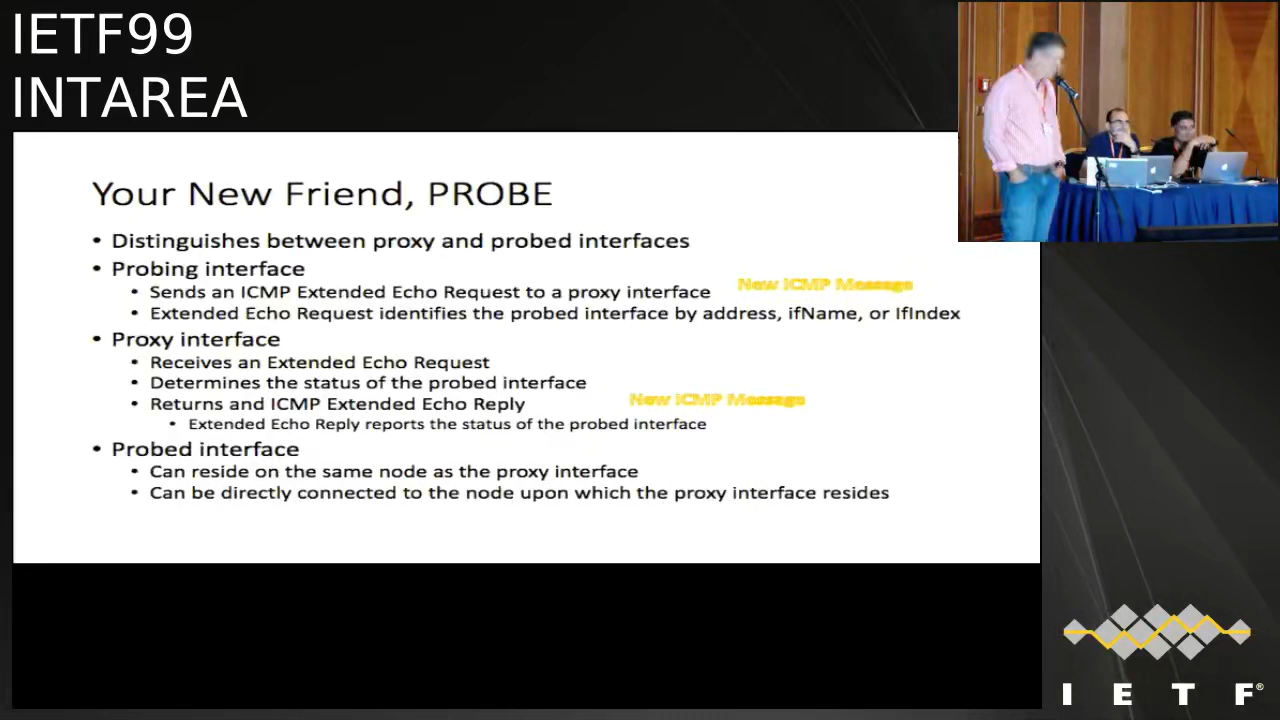 IETF99
INTAREA
Your New Friend, PROBE
• Distinguishes between proxy and probed interfaces
• Probing interface
• Sends an ICMP Extended Echo Request to a proxy interface New ICMP Message
• Extended Echo Request identifies the probed interface by address, ifName, or IfIndex
• Proxy interface
• Receives an Extended Echo Request
• Determines the status of the probed interface
• Returns and ICMP Extended Echo Reply New ICMP Message
• Extended Echo Reply reports the status of the probed interface
• Probed interface
• Can reside on the same node as the proxy interface
• Can be directly connected to the node upon which the proxy interface resides
I E T F®